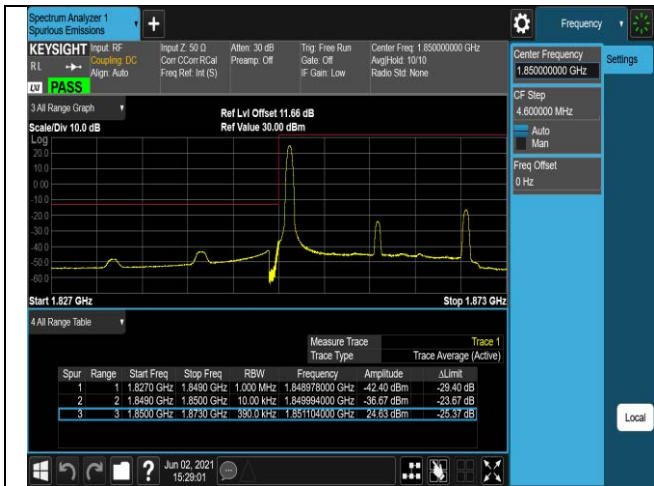 Spectrum Analyzer 1
Spurious Emissions
Frequency
KEYSIGHT Input: RF Input Z: 50 Ω Atten: 30 dB Trig: Free Run Center Freq: 1.850000000 GHz
RL Coupling: DC Corr CCorr RCal Preamp: Off Gate: Off Avg|Hold: 10/10
Align: Auto Freq Ref: Int (S) IF Gain: Low Radio Std: None
LXI PASS
Center Frequency
1.850000000 GHz
Settings
CF Step
4.600000 MHz
Auto
Man
Freq Offset
0 Hz
3 All Range Graph
Ref Lvl Offset 11.66 dB
Scale/Div 10.0 dB Ref Value 30.00 dBm
Log
20.0
10.0
0.00
-10.0
-20.0
-30.0
-40.0
-50.0
-60.0
Start 1.827 GHz Stop 1.873 GHz
4 All Range Table
Measure Trace Trace 1
Trace Type Trace Average (Active)
Spur Range Start Freq Stop Freq RBW Frequency Amplitude ΔLimit
1 1 1.8270 GHz 1.8490 GHz 1.000 MHz 1.848978000 GHz -42.40 dBm -29.40 dB
2 2 1.8490 GHz 1.8500 GHz 10.00 kHz 1.849994000 GHz -36.67 dBm -23.67 dB
3 3 1.8500 GHz 1.8730 GHz 390.0 kHz 1.851104000 GHz 24.63 dBm -25.37 dB
Local
Jun 02, 2021
15:29:01